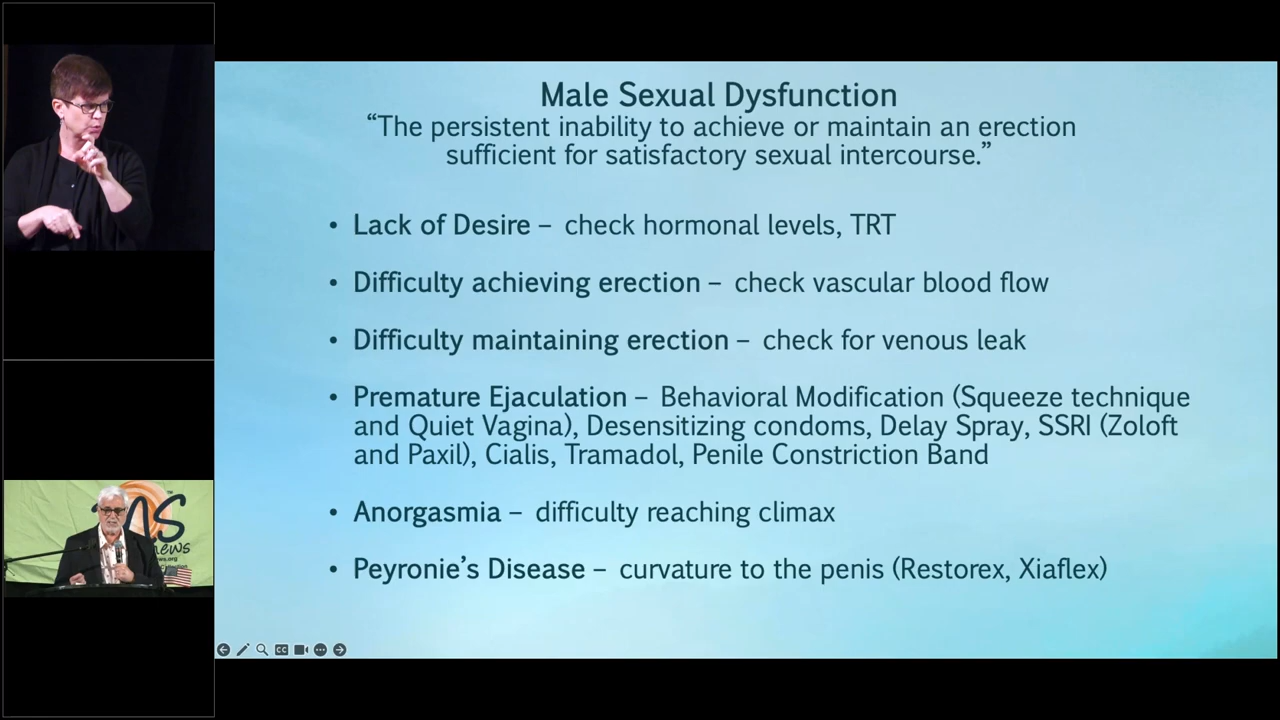 Male Sexual Dysfunction
“The persistent inability to achieve or maintain an erection
sufficient for satisfactory sexual intercourse.”
• Lack of Desire – check hormonal levels, TRT
• Difficulty achieving erection – check vascular blood flow
• Difficulty maintaining erection – check for venous leak
• Premature Ejaculation – Behavioral Modification (Squeeze technique
and Quiet Vagina), Desensitizing condoms, Delay Spray, SSRI (Zoloft
and Paxil), Cialis, Tramadol, Penile Constriction Band
• Anorgasmia – difficulty reaching climax
• Peyronie’s Disease – curvature to the penis (Restorex, Xiaflex)
CC